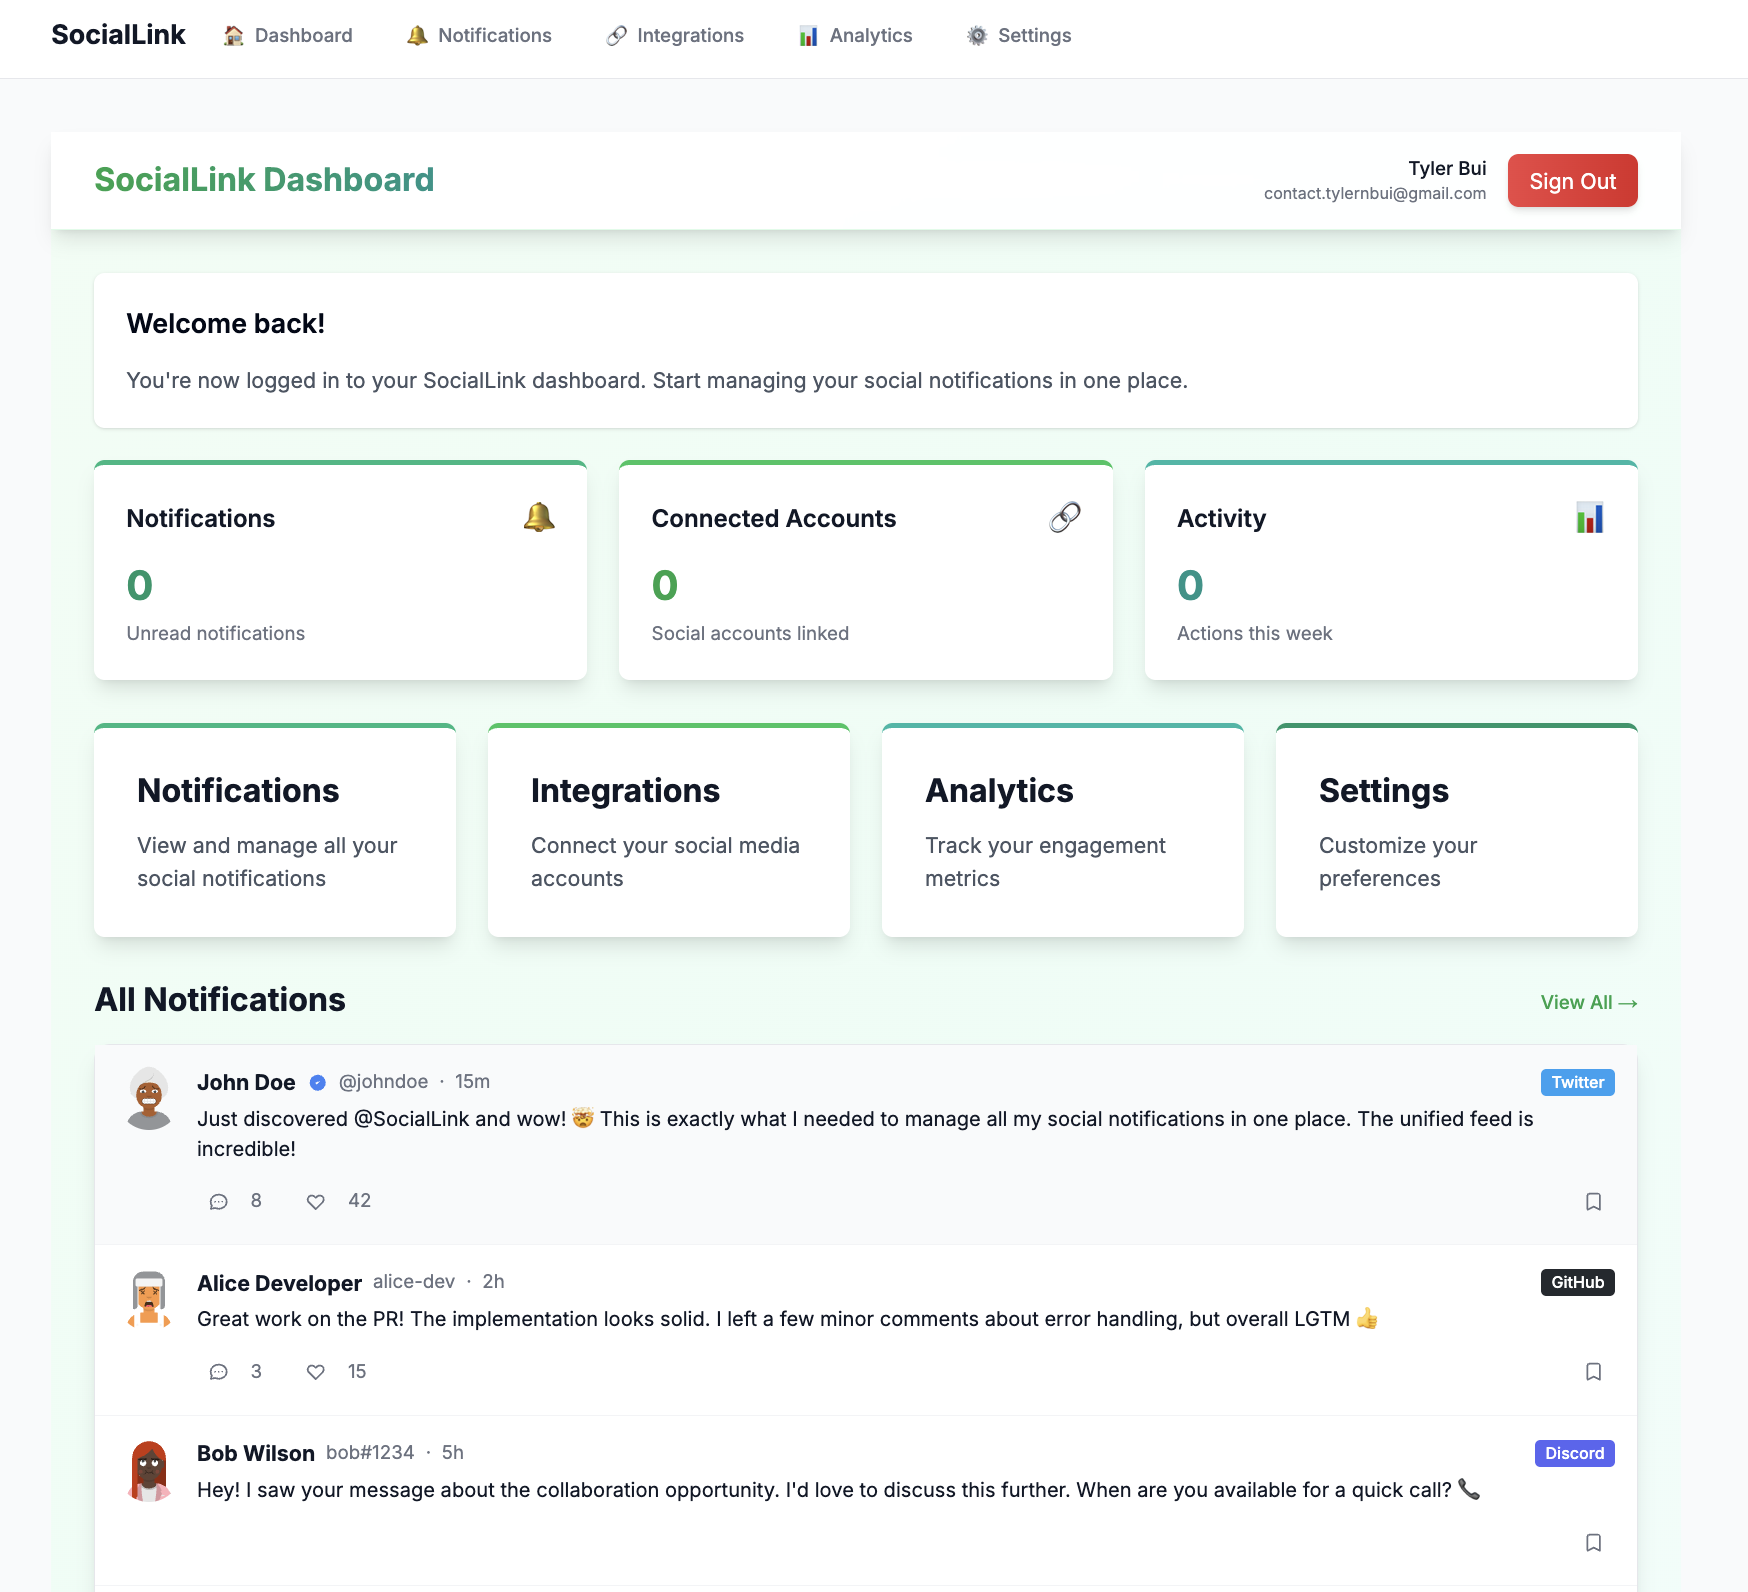 SocialLink
🏠 Dashboard
🔔 Notifications
🔗 Integrations
📊 Analytics
⚙️ Settings
SocialLink Dashboard
Tyler Bui
contact.tylernbui@gmail.com
Sign Out
Welcome back!
You're now logged in to your SocialLink dashboard. Start managing your social notifications in one place.
Notifications 🔔
0
Unread notifications
Connected Accounts 🔗
0
Social accounts linked
Activity 📊
0
Actions this week
Notifications
View and manage all your
social notifications
Integrations
Connect your social media
accounts
Analytics
Track your engagement
metrics
Settings
Customize your
preferences
All Notifications
View All →
John Doe @johndoe · 15m
Twitter
Just discovered @SocialLink and wow! 🤯 This is exactly what I needed to manage all my social notifications in one place. The unified feed is
incredible!
8 42
Alice Developer alice-dev · 2h
GitHub
Great work on the PR! The implementation looks solid. I left a few minor comments about error handling, but overall LGTM 👍
3 15
Bob Wilson bob#1234 · 5h
Discord
Hey! I saw your message about the collaboration opportunity. I'd love to discuss this further. When are you available for a quick call? 📞